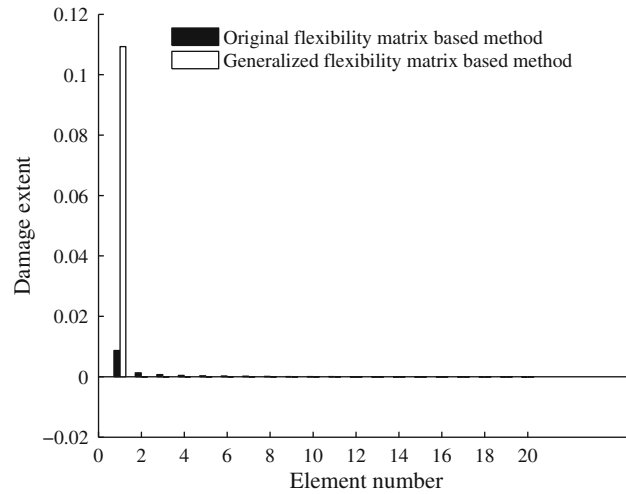 0.12
Original flexibility matrix based method
Generalized flexibility matrix based method
0.1
0.08
0.06
0.04
0.02
0
−0.02
Damage extent
0 2 4 6 8 10 12 14 16 18 20
Element number